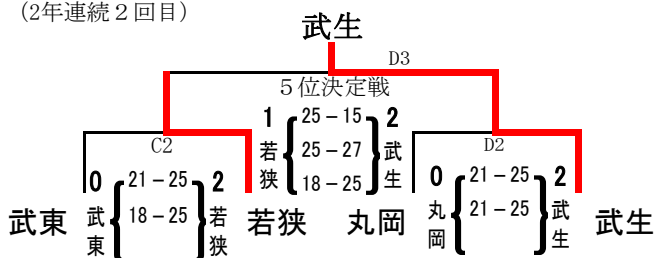 (2年連続２回目)
武生
D3
５位決定戦
1 25－15 2
若狭 25－27 武生
18－25
C2
0 21－25 2
武東 18－25 若狭
D2
0 21－25 2
丸岡 21－25 武生
武東 若狭 丸岡 武生